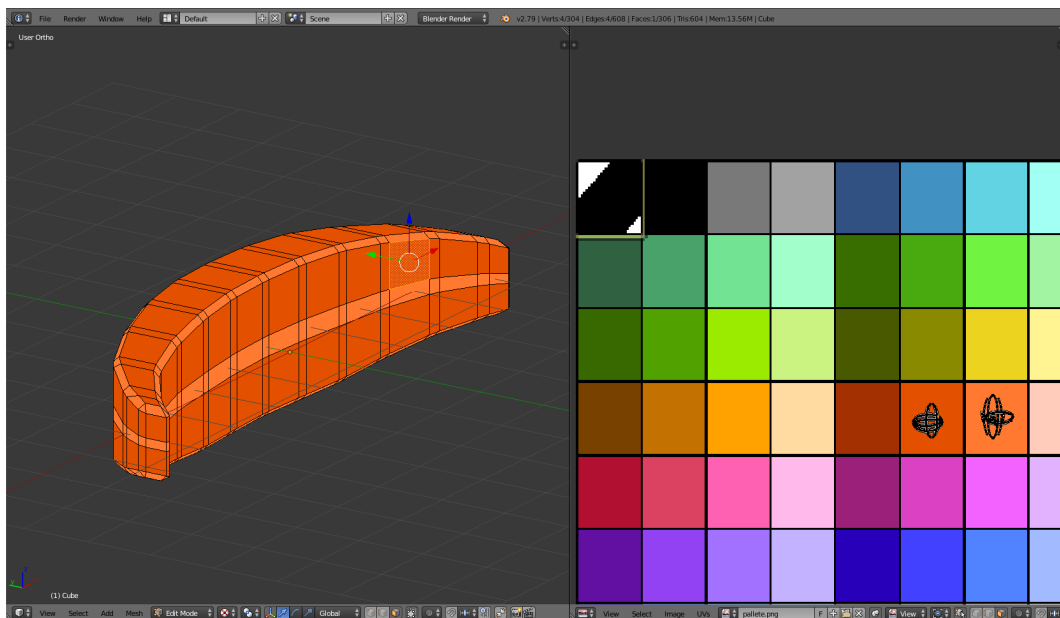 File Render Window Help Default Scene Blender Render v2.79 | Verts:4/304 | Edges:4/608 | Faces:1/306 | Tris:604 | Mem:13.56M | Cube
User Ortho
(1) Cube
View Select Add Mesh Edit Mode Global View Select Image UVs pallete.png F View